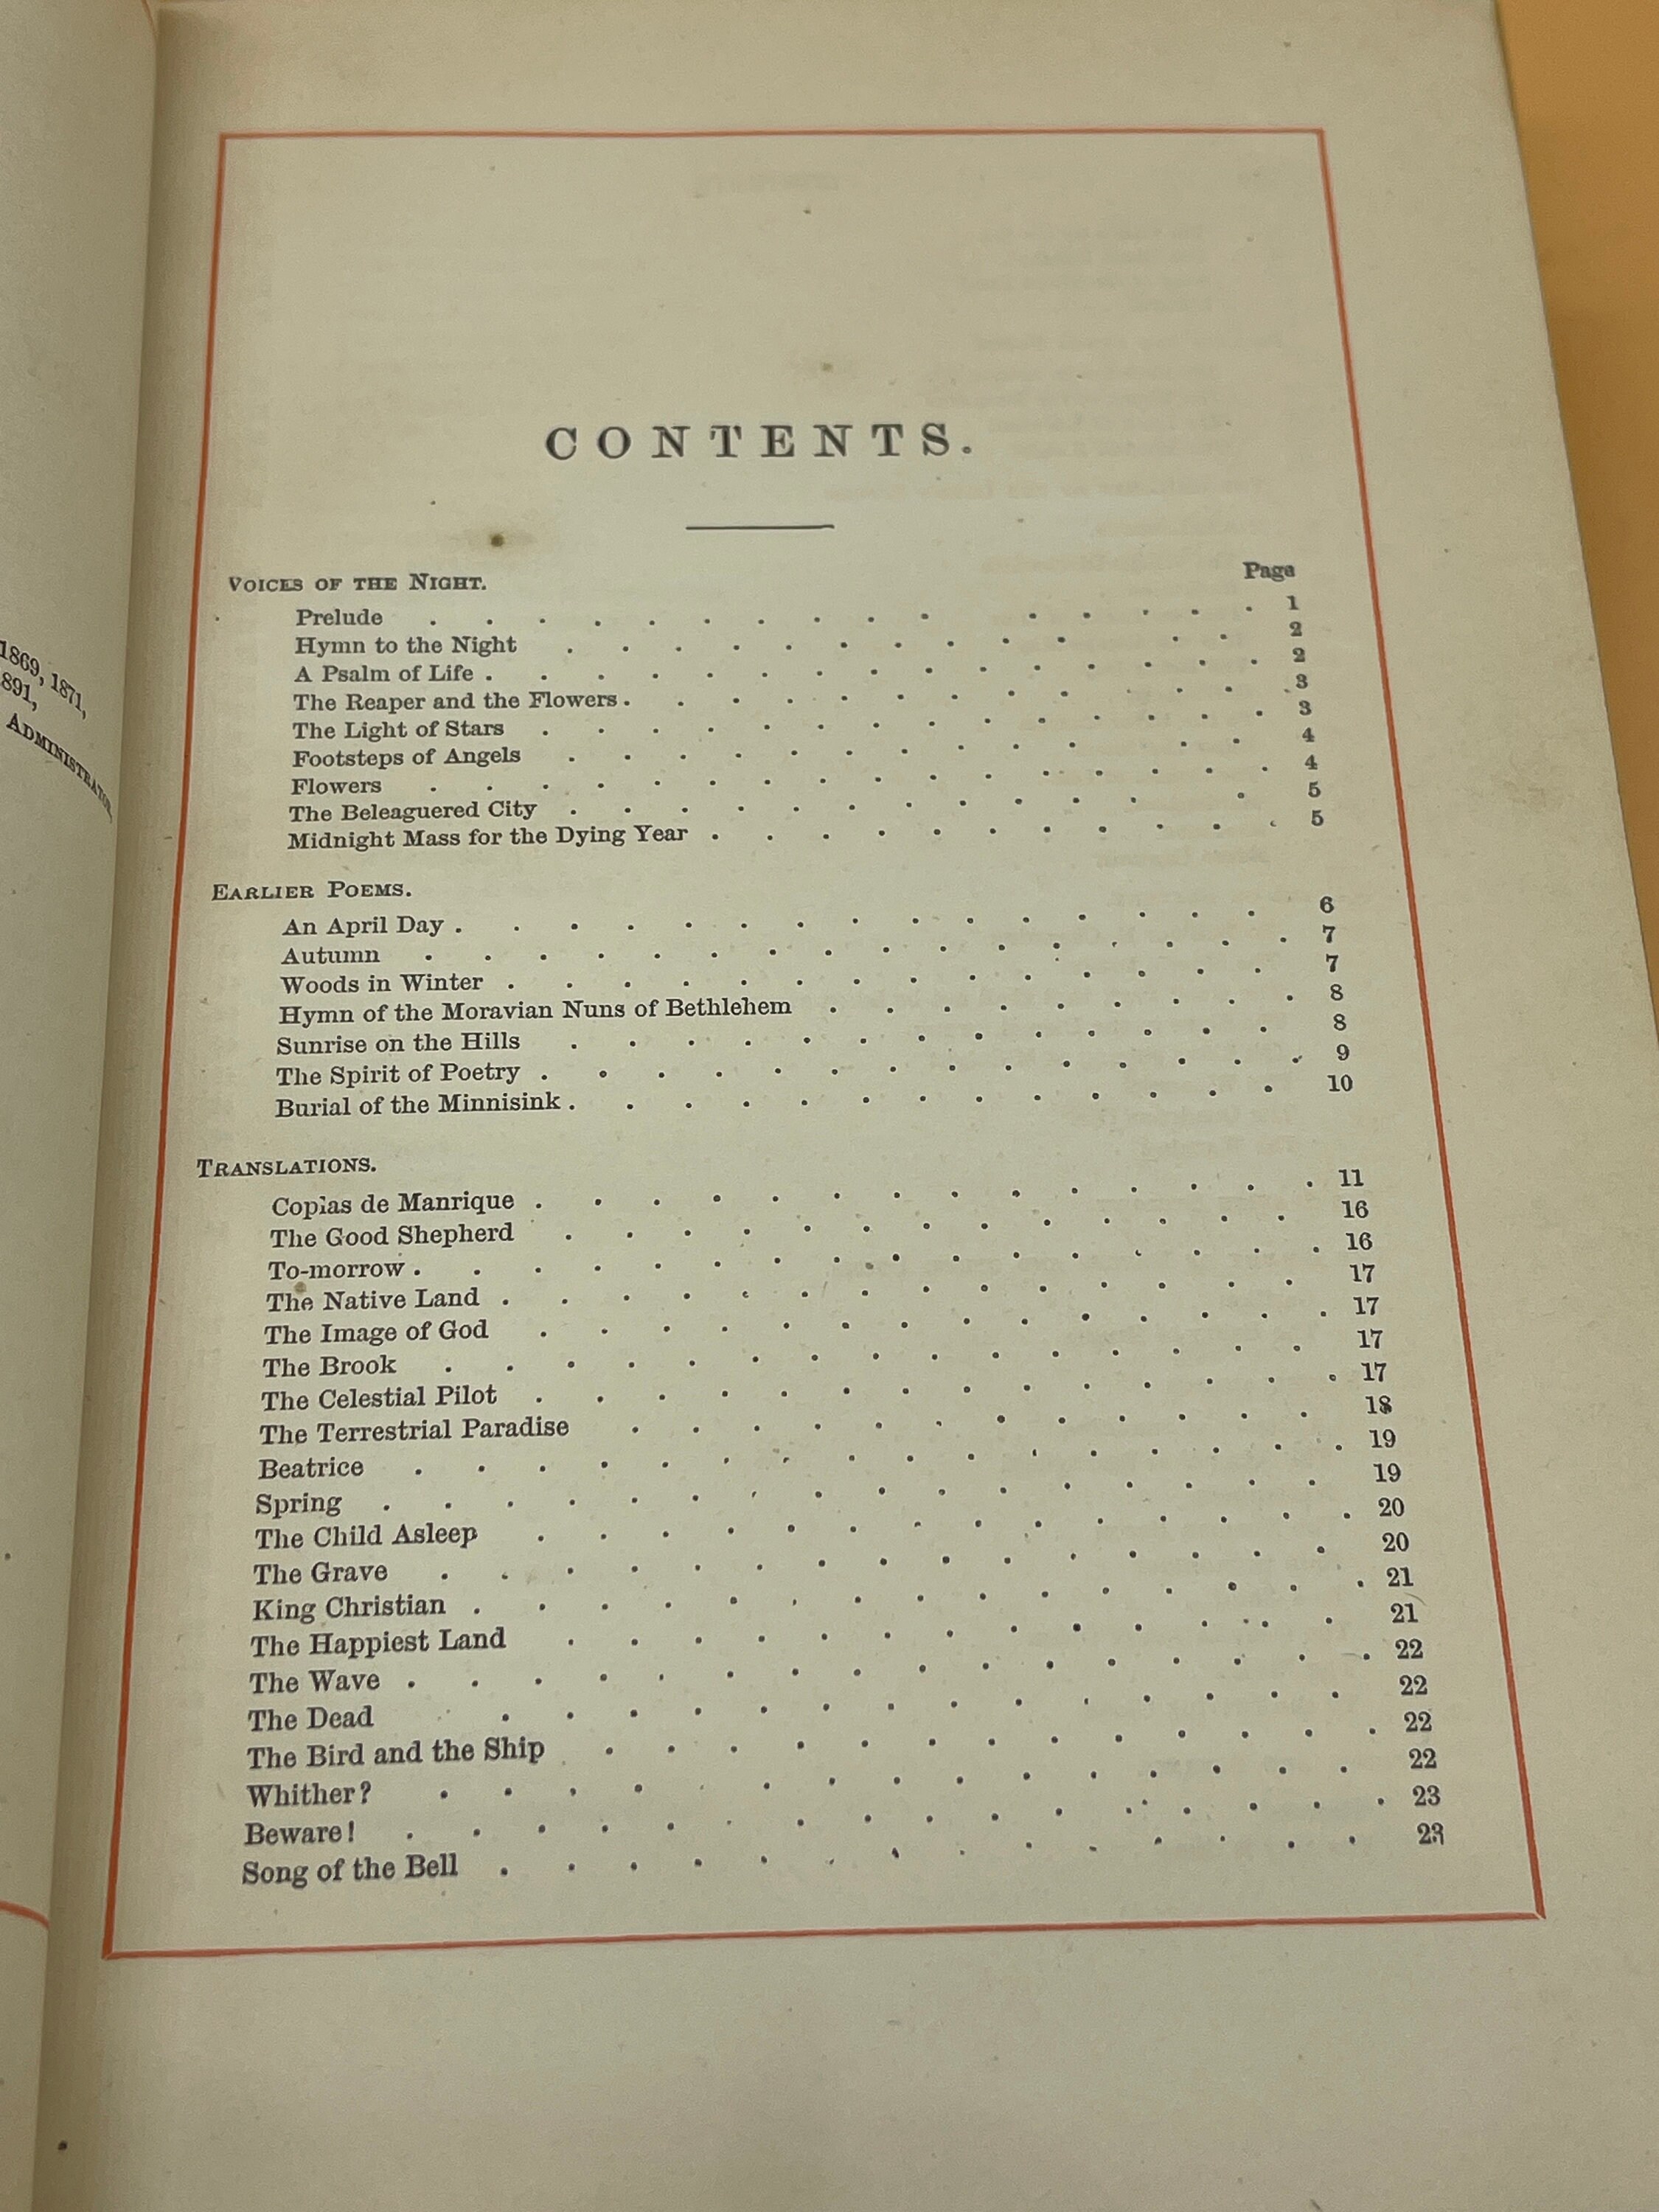 1869, 1871,
891,
ADMINISTRATOR,
CONTENTS.
Page
VOICES OF THE NIGHT.
Prelude . . . . . . . . . . . . . . . 1
Hymn to the Night . . . . . . . . . . . . 2
A Psalm of Life . . . . . . . . . . . . . . 2
The Reaper and the Flowers . . . . . . . . . . . 3
The Light of Stars . . . . . . . . . . . . . 3
Footsteps of Angels . . . . . . . . . . . . 4
Flowers . . . . . . . . . . . . . . . 4
The Beleaguered City . . . . . . . . . . . . 5
Midnight Mass for the Dying Year . . . . . . . . . . 5
EARLIER POEMS.
An April Day . . . . . . . . . . . . . . 6
Autumn . . . . . . . . . . . . . . . 7
Woods in Winter . . . . . . . . . . . . . 7
Hymn of the Moravian Nuns of Bethlehem . . . . . . . . 8
Sunrise on the Hills . . . . . . . . . . . . 8
The Spirit of Poetry . . . . . . . . . . . . . 9
Burial of the Minnisink . . . . . . . . . . . . 10
TRANSLATIONS.
Coplas de Manrique . . . . . . . . . . . . . 11
The Good Shepherd . . . . . . . . . . . . 16
To-morrow . . . . . . . . . . . . . . . 16
The Native Land . . . . . . . . . . . . . 17
The Image of God . . . . . . . . . . . . . 17
The Brook . . . . . . . . . . . . . . 17
The Celestial Pilot . . . . . . . . . . . . . 17
The Terrestrial Paradise . . . . . . . . . . . 18
Beatrice . . . . . . . . . . . . . . . 19
Spring . . . . . . . . . . . . . . . 19
The Child Asleep . . . . . . . . . . . . . 20
The Grave . . . . . . . . . . . . . . 20
King Christian . . . . . . . . . . . . . . 21
The Happiest Land . . . . . . . . . . . . 21
The Wave . . . . . . . . . . . . . . . 22
The Dead . . . . . . . . . . . . . 22
The Bird and the Ship . . . . . . . . . . . . 22
Whither? . . . . . . . . . . . . . . 22
Beware! . . . . . . . . . . . . . . . 23
Song of the Bell . . . . . . . . . . . . . 23